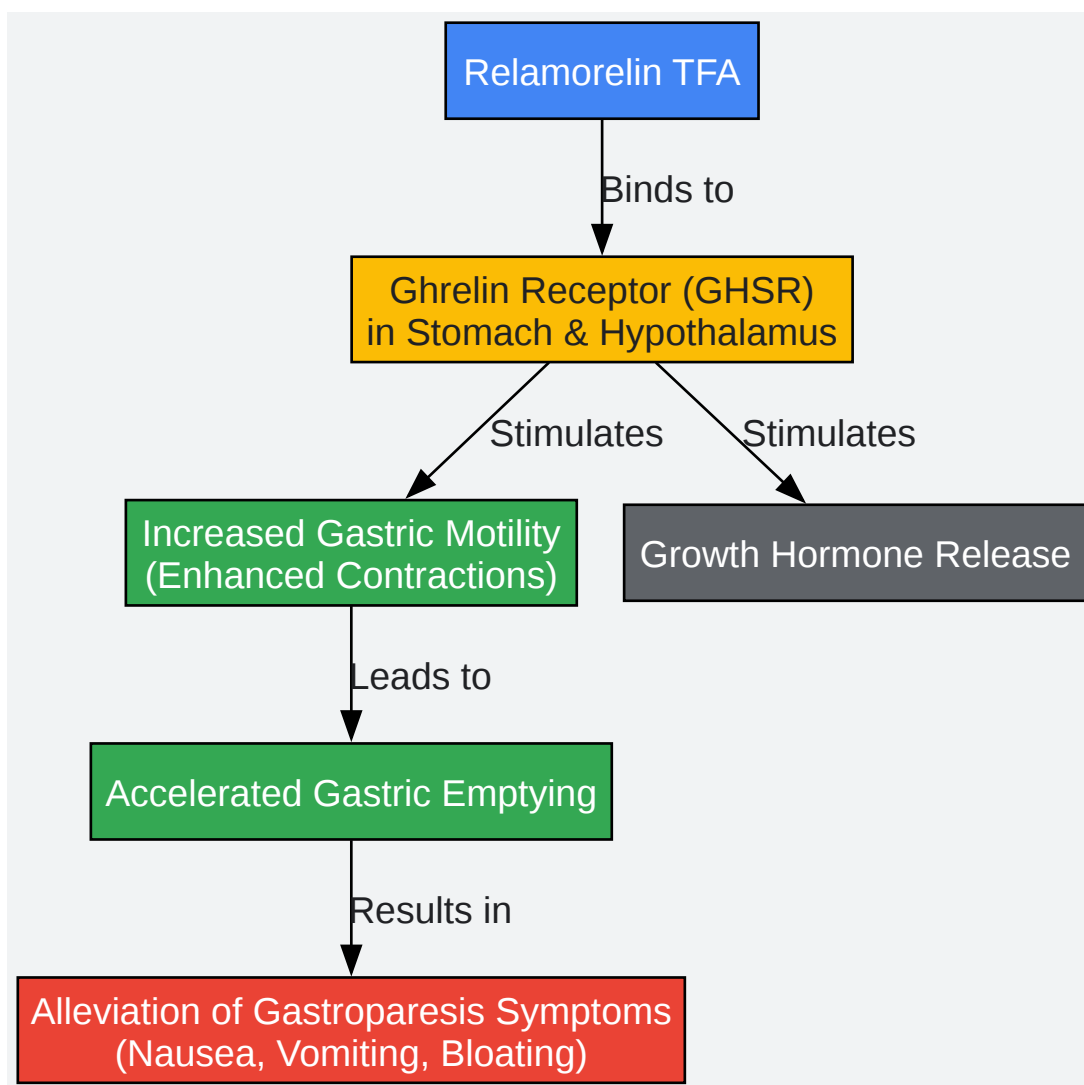 Relamorelin TFA
Binds to
Ghrelin Receptor (GHSR)
in Stomach & Hypothalamus
Stimulates
Stimulates
Increased Gastric Motility
(Enhanced Contractions)
Growth Hormone Release
Leads to
Accelerated Gastric Emptying
Results in
Alleviation of Gastroparesis Symptoms
(Nausea, Vomiting, Bloating)